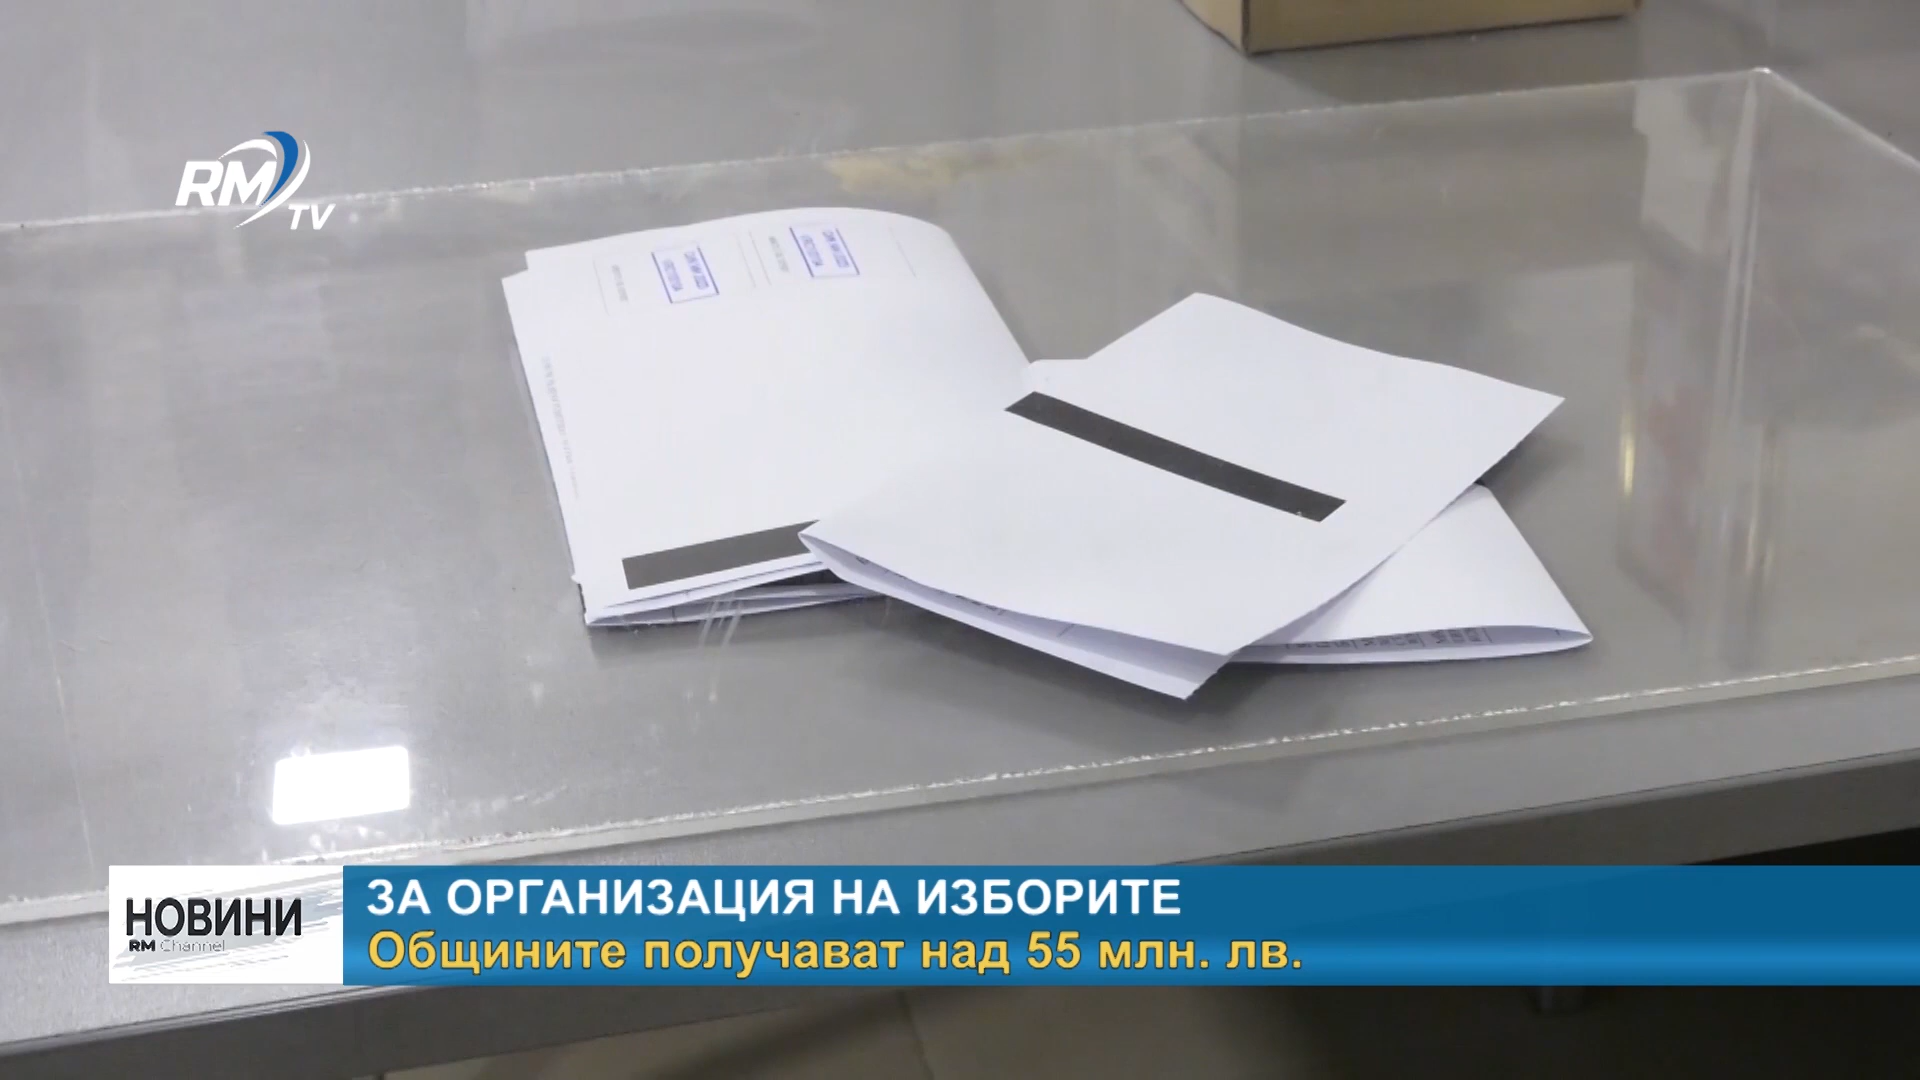 RM
TV
НОВИНИ
RM Channel
ЗА ОРГАНИЗАЦИЯ НА ИЗБОРИТЕ
Общините получават над 55 млн. лв.